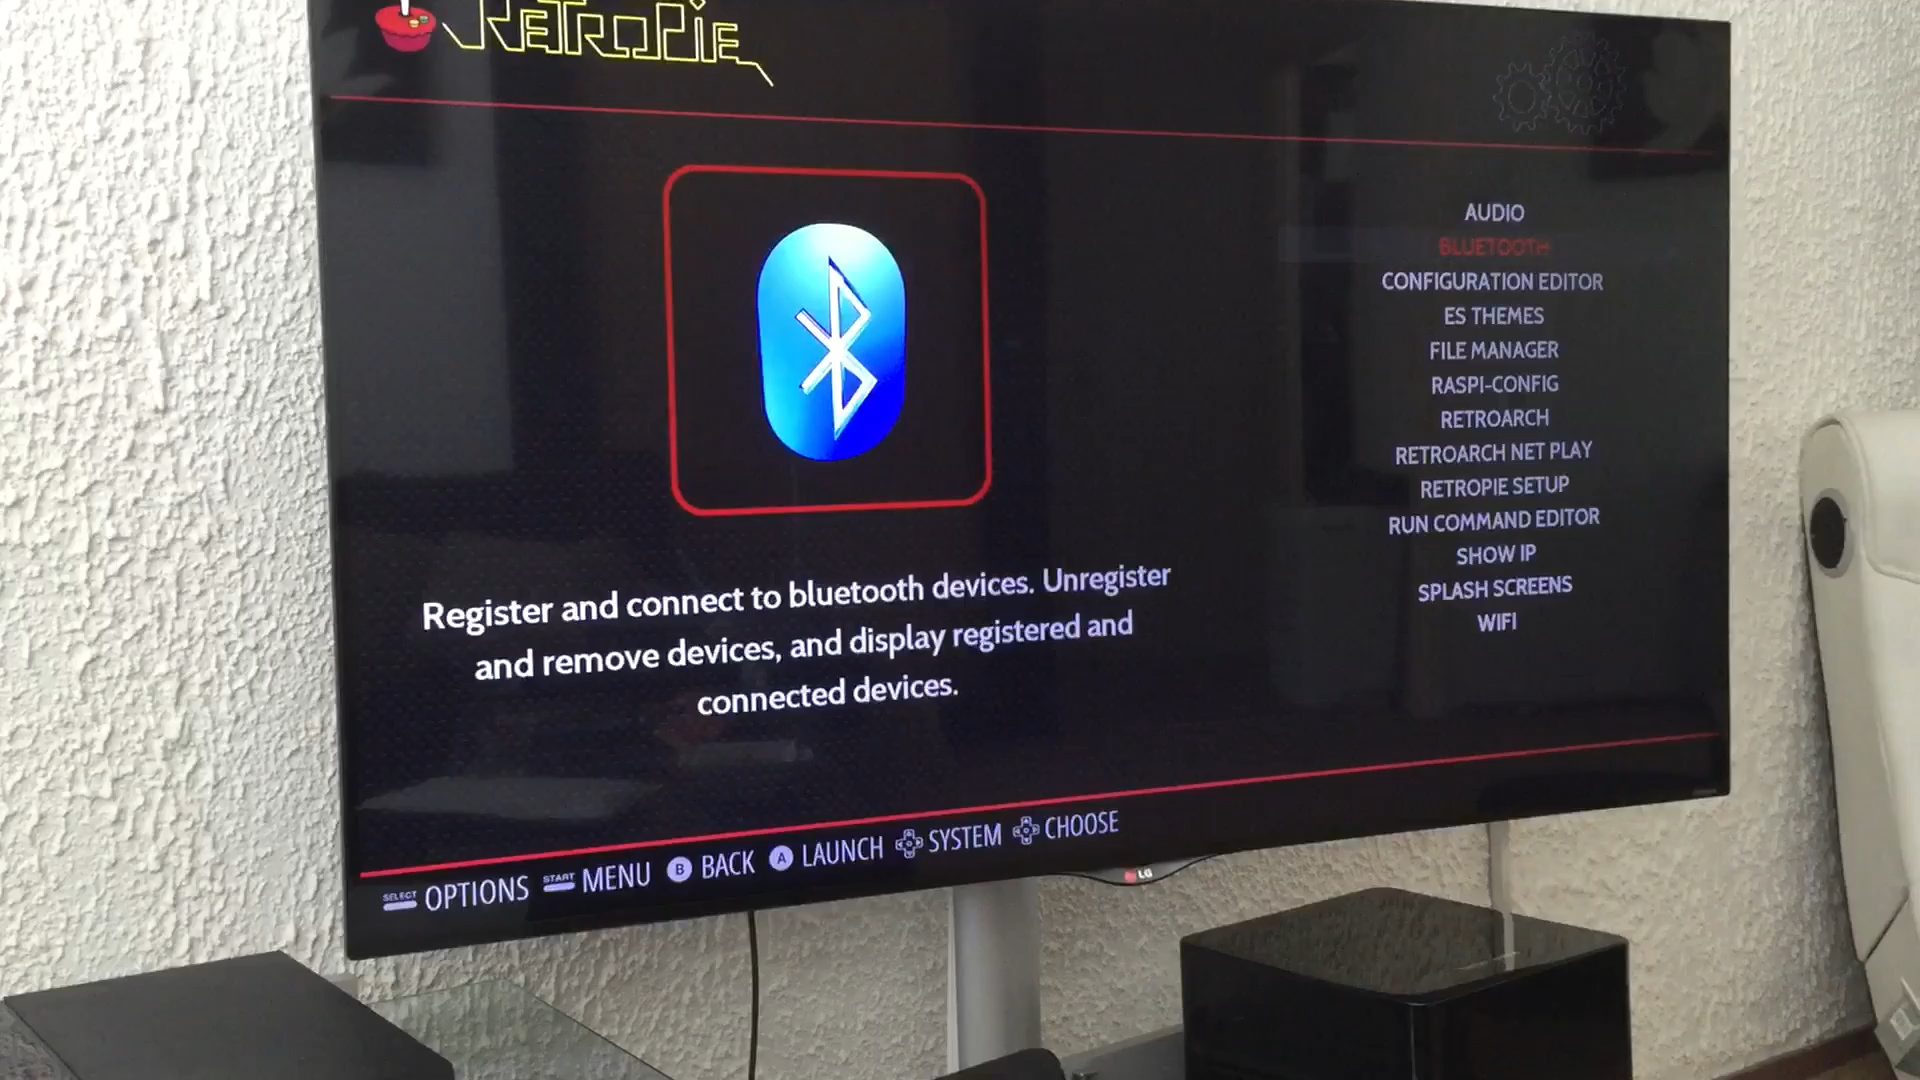 RETROPIE
AUDIO
BLUETOOTH
CONFIGURATION EDITOR
ES THEMES
FILE MANAGER
RASPI-CONFIG
RETROARCH
RETROARCH NET PLAY
RETROPIE SETUP
RUN COMMAND EDITOR
SHOW IP
SPLASH SCREENS
WIFI
Register and connect to bluetooth devices. Unregister
and remove devices, and display registered and
connected devices.
SELECT OPTIONS START MENU B BACK A LAUNCH SYSTEM CHOOSE
LG